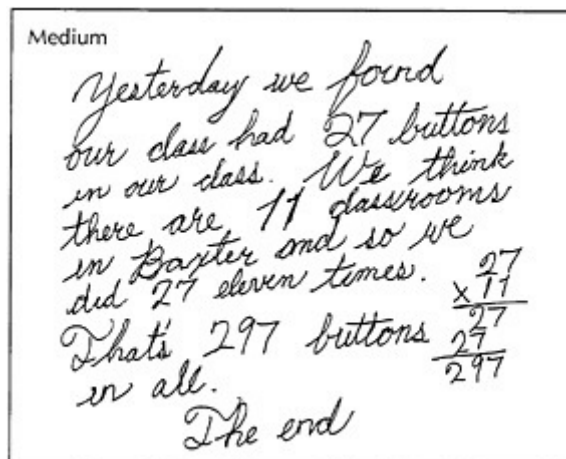 Medium
Yesterday we found
our class had 27 buttons
in our class. We think
there are 11 classrooms
in Baxter and so we
did 27 eleven times.
27
x 11
27
27
297
That's 297 buttons
in all.
The end